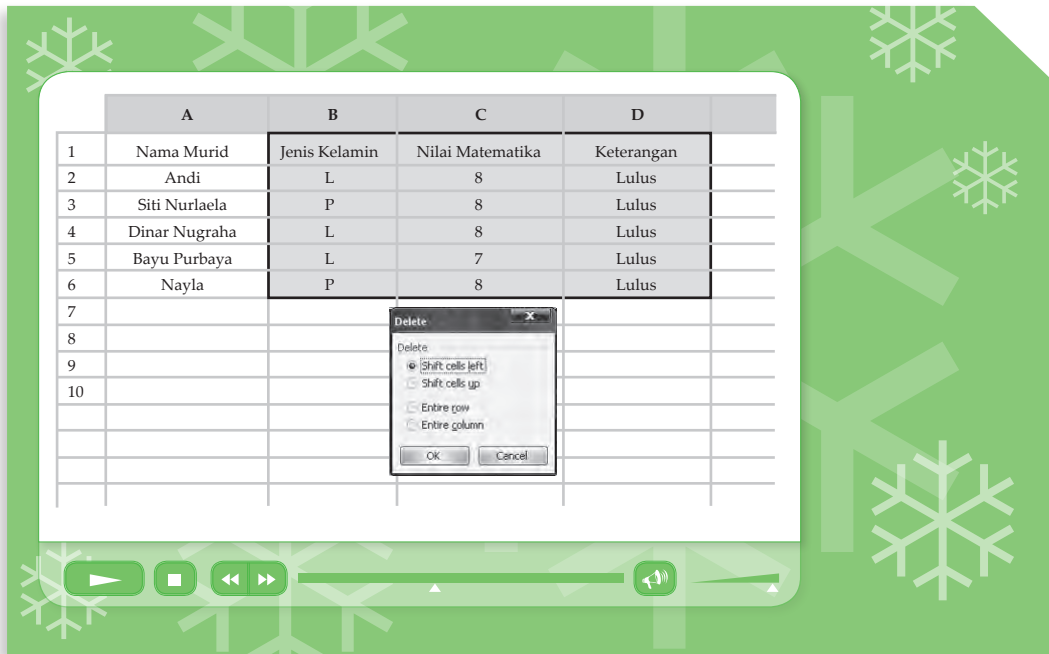 A B C D
1 Nama Murid Jenis Kelamin Nilai Matematika Keterangan
2 Andi L 8 Lulus
3 Siti Nurlaela P 8 Lulus
4 Dinar Nugraha L 8 Lulus
5 Bayu Purbaya L 7 Lulus
6 Nayla P 8 Lulus
7
8
9
10
Delete
Delete
Shift cells left
Shift cells up
Entire row
Entire column
OK Cancel